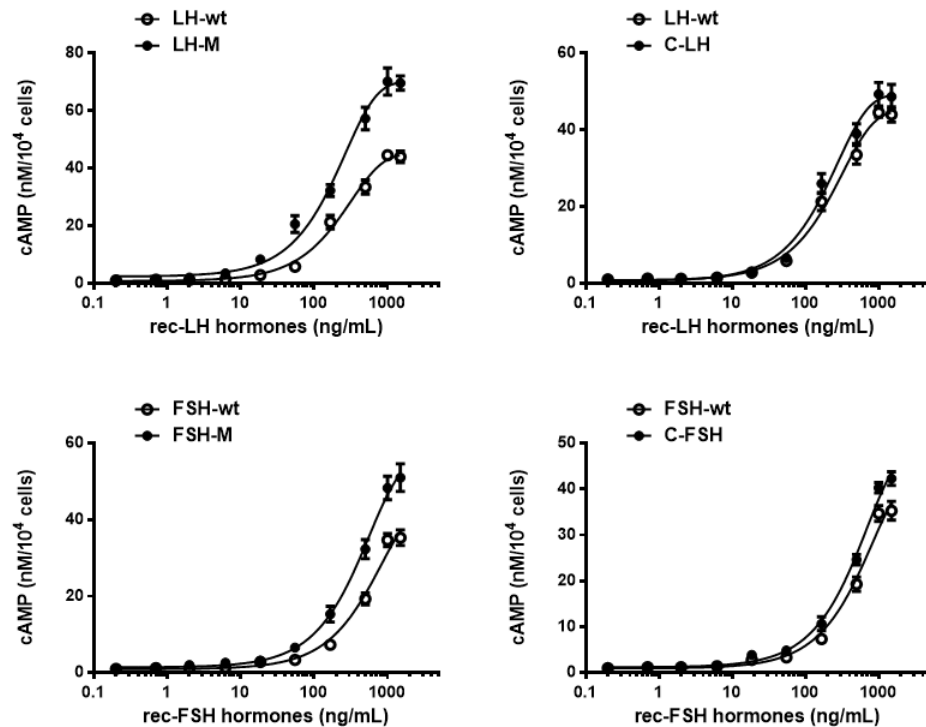 LH-wt
LH-M
80
60
40
20
0
0.1 1 10 100 1000
cAMP (nM/10⁴ cells)
rec-LH hormones (ng/mL)
LH-wt
C-LH
60
40
20
0
0.1 1 10 100 1000
cAMP (nM/10⁴ cells)
rec-LH hormones (ng/mL)
FSH-wt
FSH-M
60
40
20
0
0.1 1 10 100 1000
cAMP (nM/10⁴ cells)
rec-FSH hormones (ng/mL)
FSH-wt
C-FSH
50
40
30
20
10
0
0.1 1 10 100 1000
cAMP (nM/10⁴ cells)
rec-FSH hormones (ng/mL)